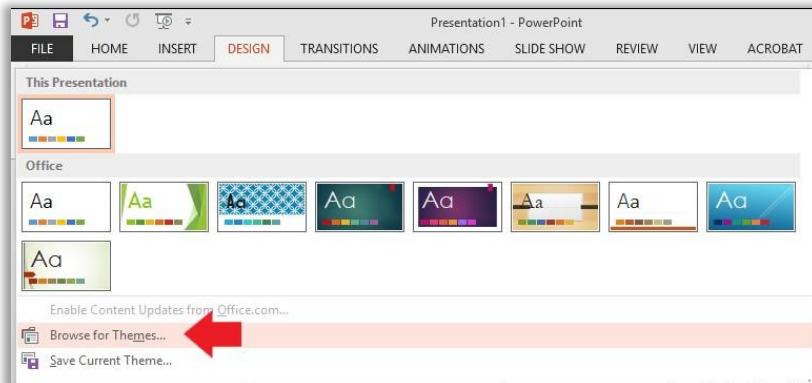 Presentation1 - PowerPoint
FILE HOME INSERT DESIGN TRANSITIONS ANIMATIONS SLIDE SHOW REVIEW VIEW ACROBAT
This Presentation
Aa
Office
Aa Aa Aa Aa Aa Aa Aa Aa
Aa
Enable Content Updates from Office.com...
Browse for Themes...
Save Current Theme...